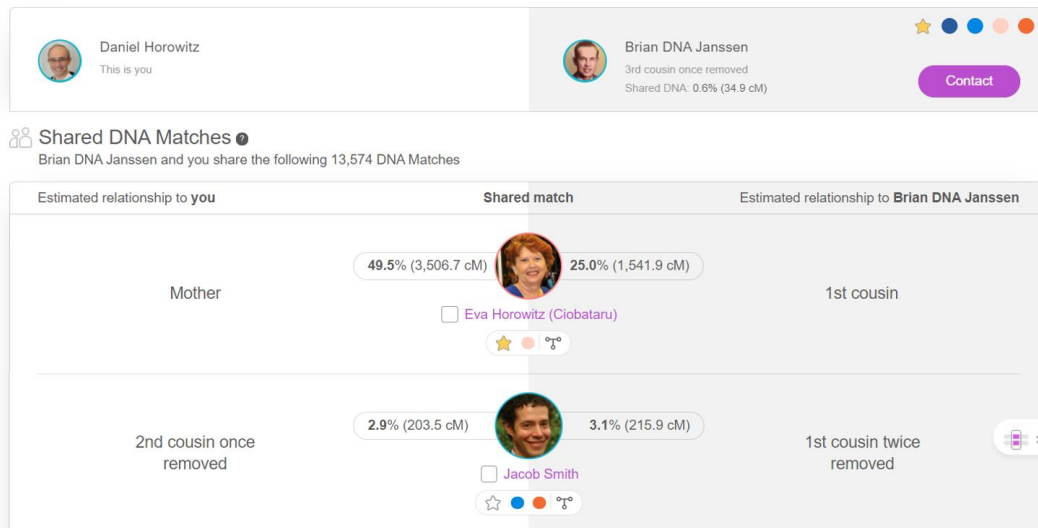 Daniel Horowitz
This is you
Brian DNA Janssen
3rd cousin once removed
Shared DNA: 0.6% (34.9 cM)
Contact
Shared DNA Matches ?
Brian DNA Janssen and you share the following 13,574 DNA Matches
Estimated relationship to you
Shared match
Estimated relationship to Brian DNA Janssen
49.5% (3,506.7 cM)
25.0% (1,541.9 cM)
Mother
1st cousin
Eva Horowitz (Ciobataru)
2.9% (203.5 cM)
3.1% (215.9 cM)
2nd cousin once
removed
1st cousin twice
removed
Jacob Smith